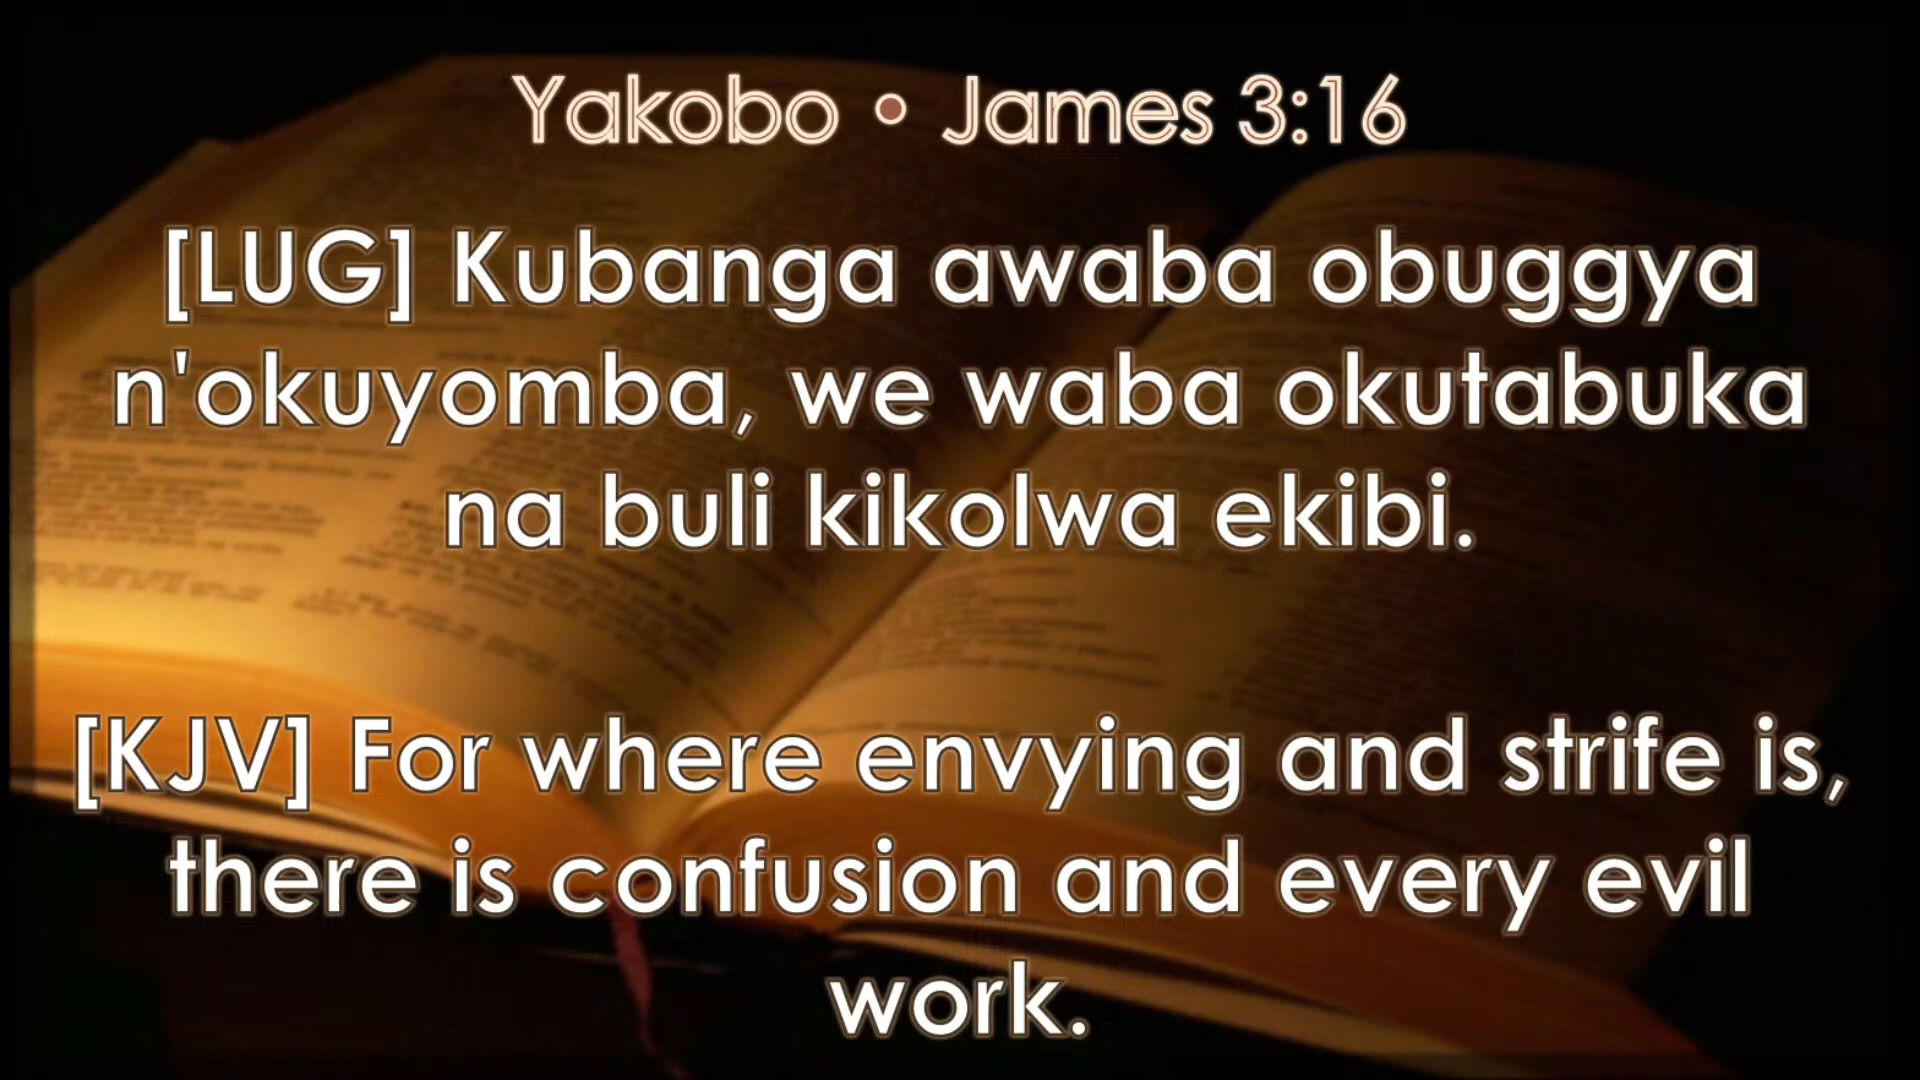 Yakobo • James 3:16
[LUG] Kubanga awaba obuggya
n'okuyomba, we waba okutabuka
na buli kikolwa ekibi.
[KJV] For where envying and strife is,
there is confusion and every evil
work.